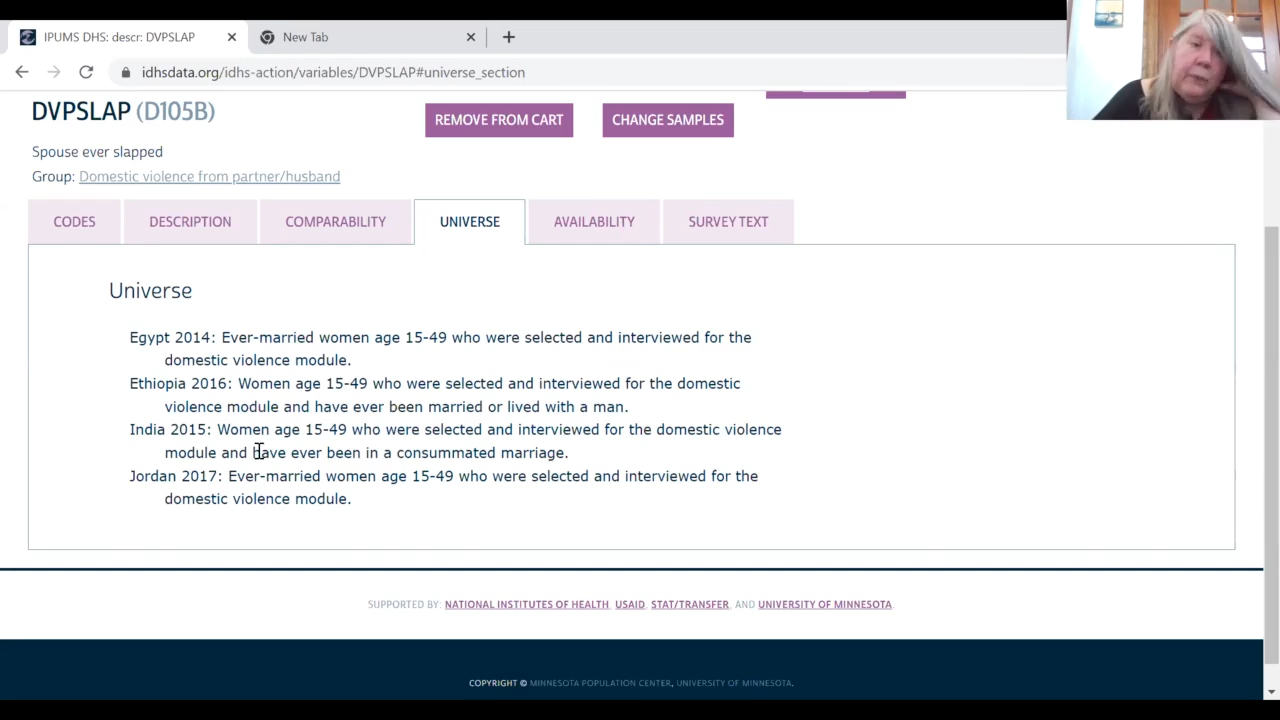 IPUMS DHS: descr: DVPSLAP
New Tab
idhsdata.org/idhs-action/variables/DVPSLAP#universe_section
DVPSLAP (D105B)
REMOVE FROM CART
CHANGE SAMPLES
Spouse ever slapped
Group: Domestic violence from partner/husband
CODES
DESCRIPTION
COMPARABILITY
UNIVERSE
AVAILABILITY
SURVEY TEXT
Universe
Egypt 2014: Ever-married women age 15-49 who were selected and interviewed for the
domestic violence module.
Ethiopia 2016: Women age 15-49 who were selected and interviewed for the domestic
violence module and have ever been married or lived with a man.
India 2015: Women age 15-49 who were selected and interviewed for the domestic violence
module and have ever been in a consummated marriage.
Jordan 2017: Ever-married women age 15-49 who were selected and interviewed for the
domestic violence module.
SUPPORTED BY: NATIONAL INSTITUTES OF HEALTH, USAID, STAT/TRANSFER, AND UNIVERSITY OF MINNESOTA.
COPYRIGHT © MINNESOTA POPULATION CENTER, UNIVERSITY OF MINNESOTA.